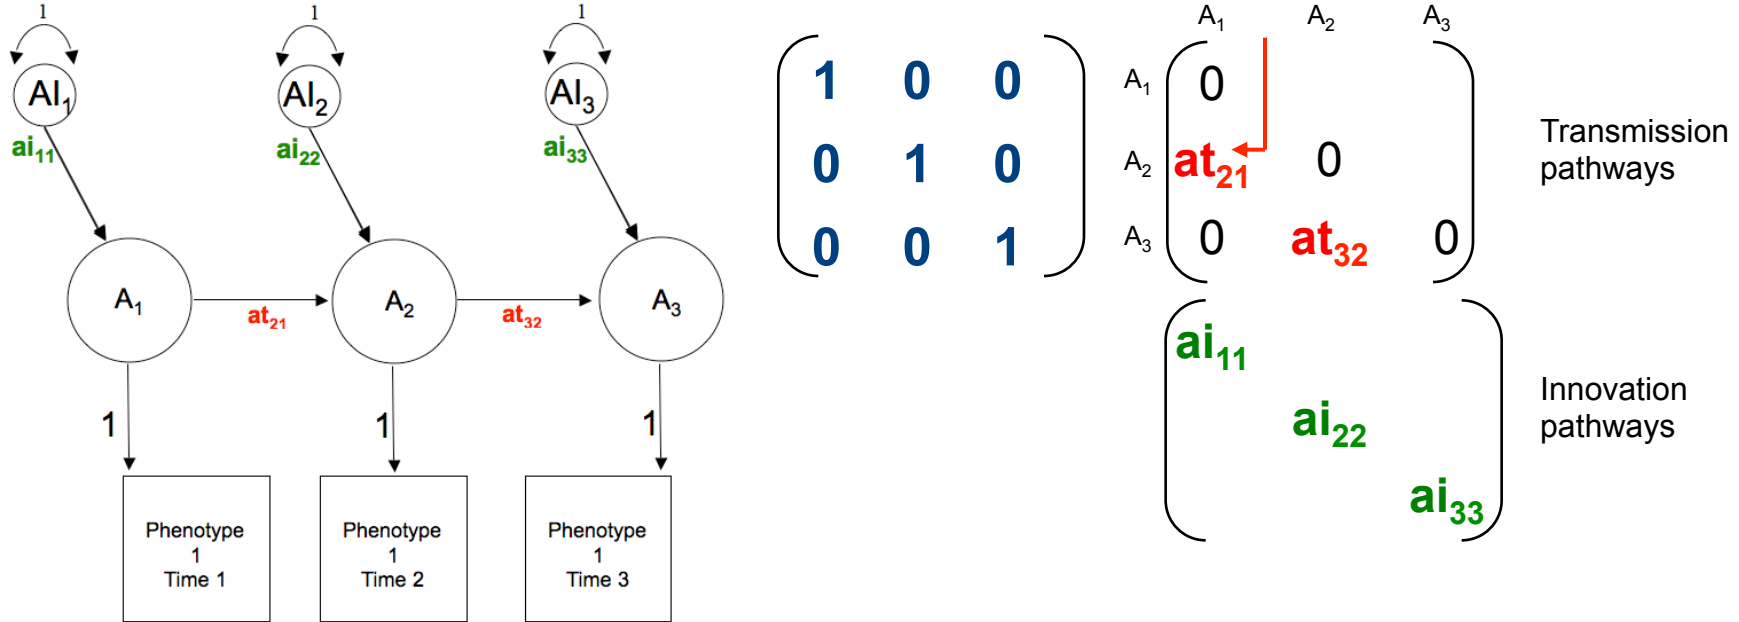 1 1 1
AI₁ AI₂ AI₃
ai₁₁ ai₂₂ ai₃₃
A₁ A₂ A₃
at₂₁ at₃₂
1 1 1
Phenotype
1
Time 1
Phenotype
1
Time 2
Phenotype
1
Time 3
1 0 0
0 1 0
0 0 1
A₁ A₂ A₃
A₁ 0
A₂ at₂₁ 0
A₃ 0 at₃₂ 0
Transmission
pathways
ai₁₁
ai₂₂
ai₃₃
Innovation
pathways